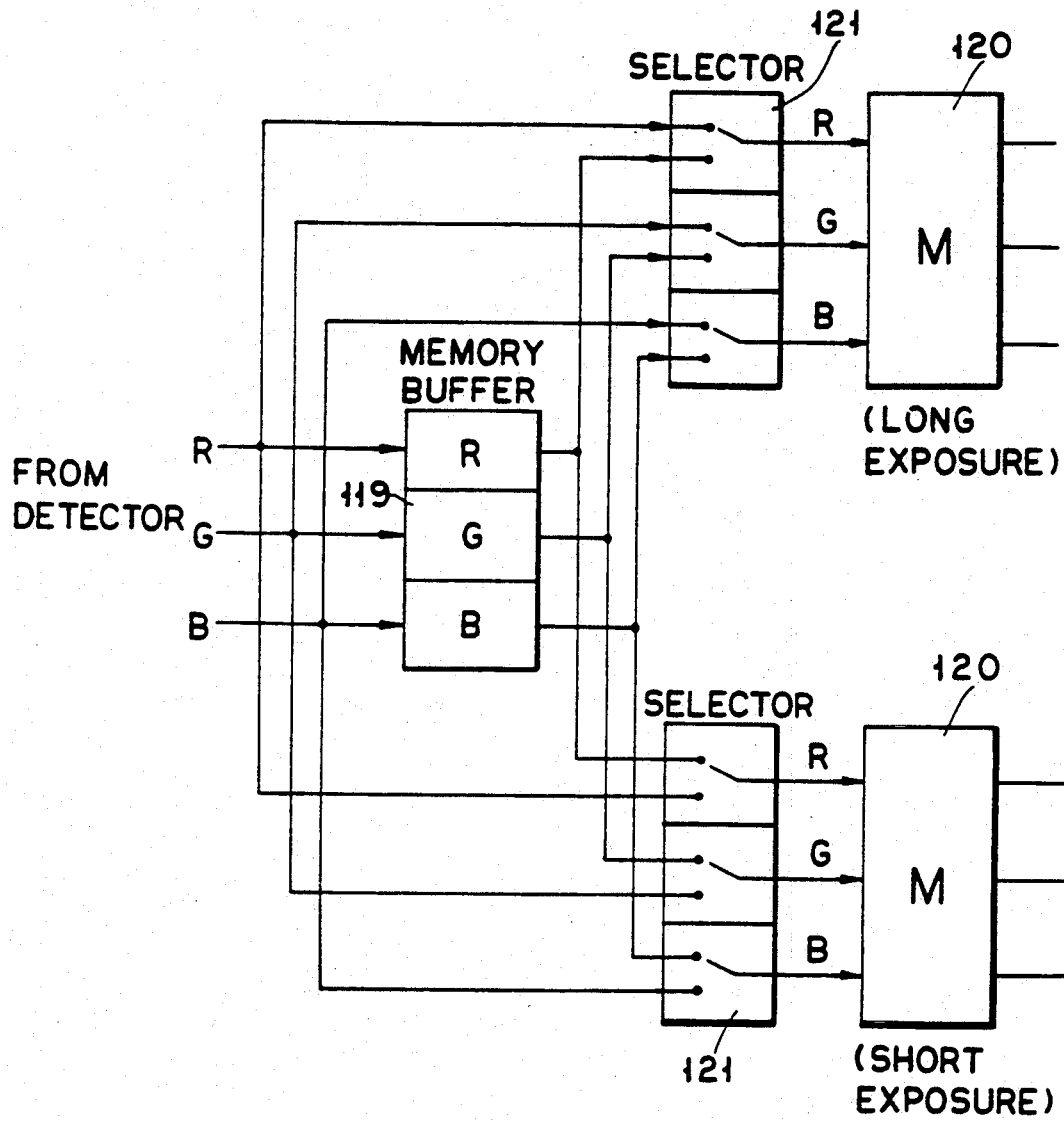 121
120
SELECTOR
R
G
B
M
(LONG
EXPOSURE)
MEMORY
BUFFER
R
G
B
119
FROM
DETECTOR
R
G
B
SELECTOR
120
R
G
B
M
121
(SHORT
EXPOSURE)